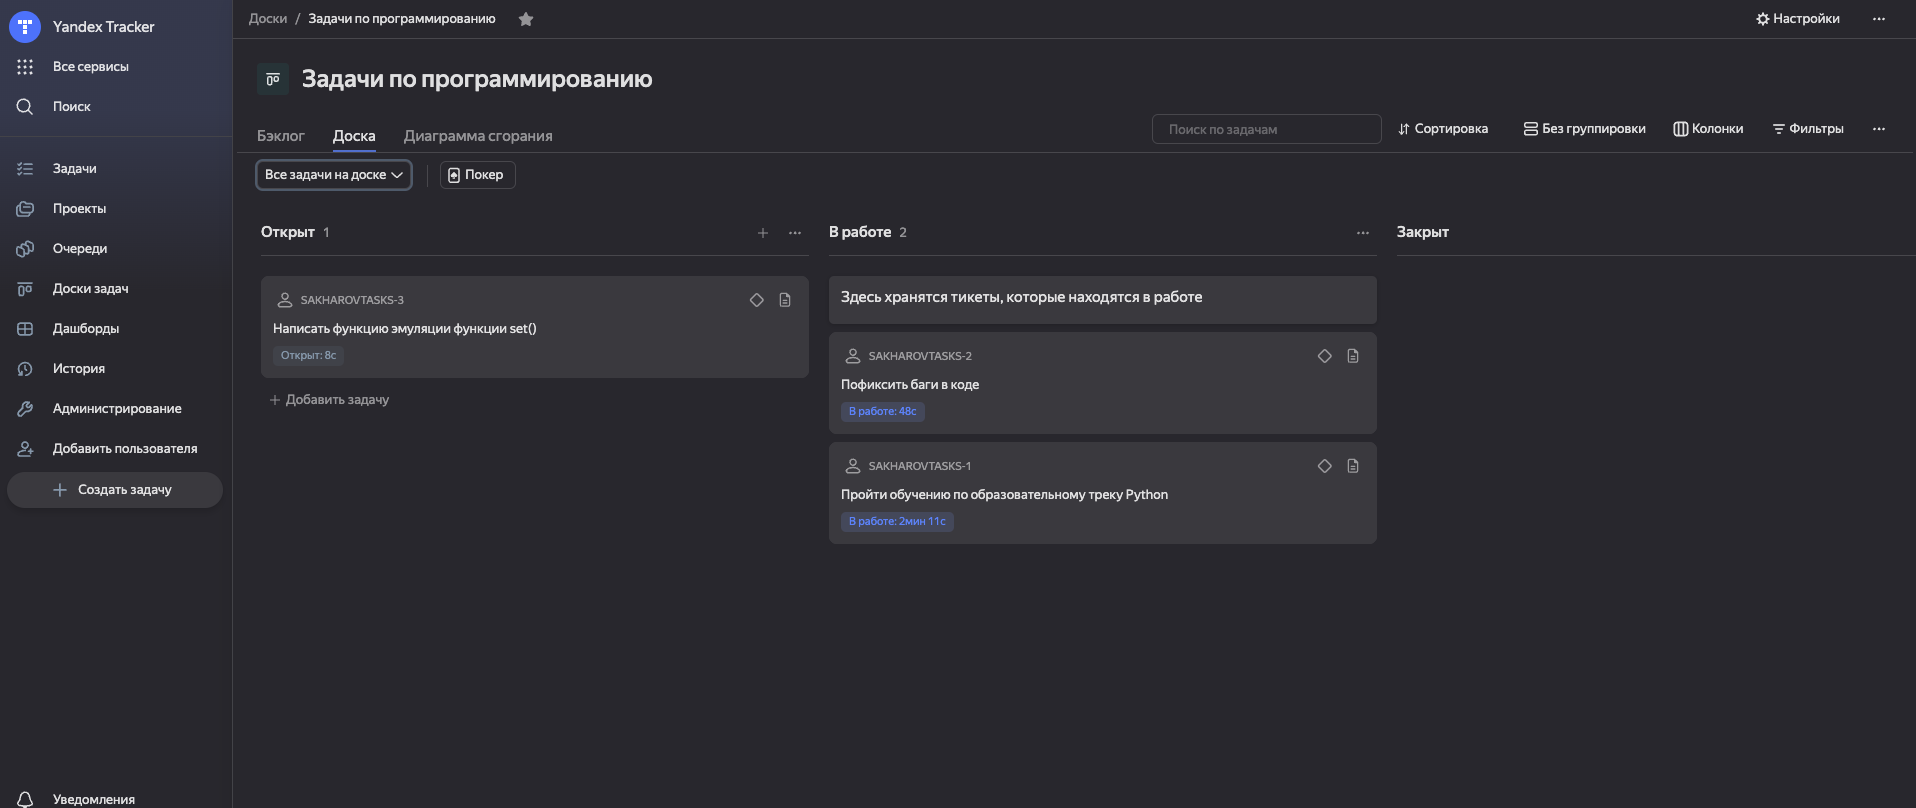 Yandex Tracker
Все сервисы
Поиск
Задачи
Проекты
Очереди
Доски задач
Дашборды
История
Администрирование
Добавить пользователя
Создать задачу
Уведомления
Доски / Задачи по программированию
Настройки
Задачи по программированию
Бэклог Доска Диаграмма сгорания
Поиск по задачам Сортировка Без группировки Колонки Фильтры
Все задачи на доске Покер
Открыт 1
SAKHAROVTASKS-3
Написать функцию эмуляции функции set()
Открыт: 8с
+ Добавить задачу
В работе 2
Здесь хранятся тикеты, которые находятся в работе
SAKHAROVTASKS-2
Пофиксить баги в коде
В работе: 48с
SAKHAROVTASKS-1
Пройти обучению по образовательному треку Python
В работе: 2мин 11с
Закрыт